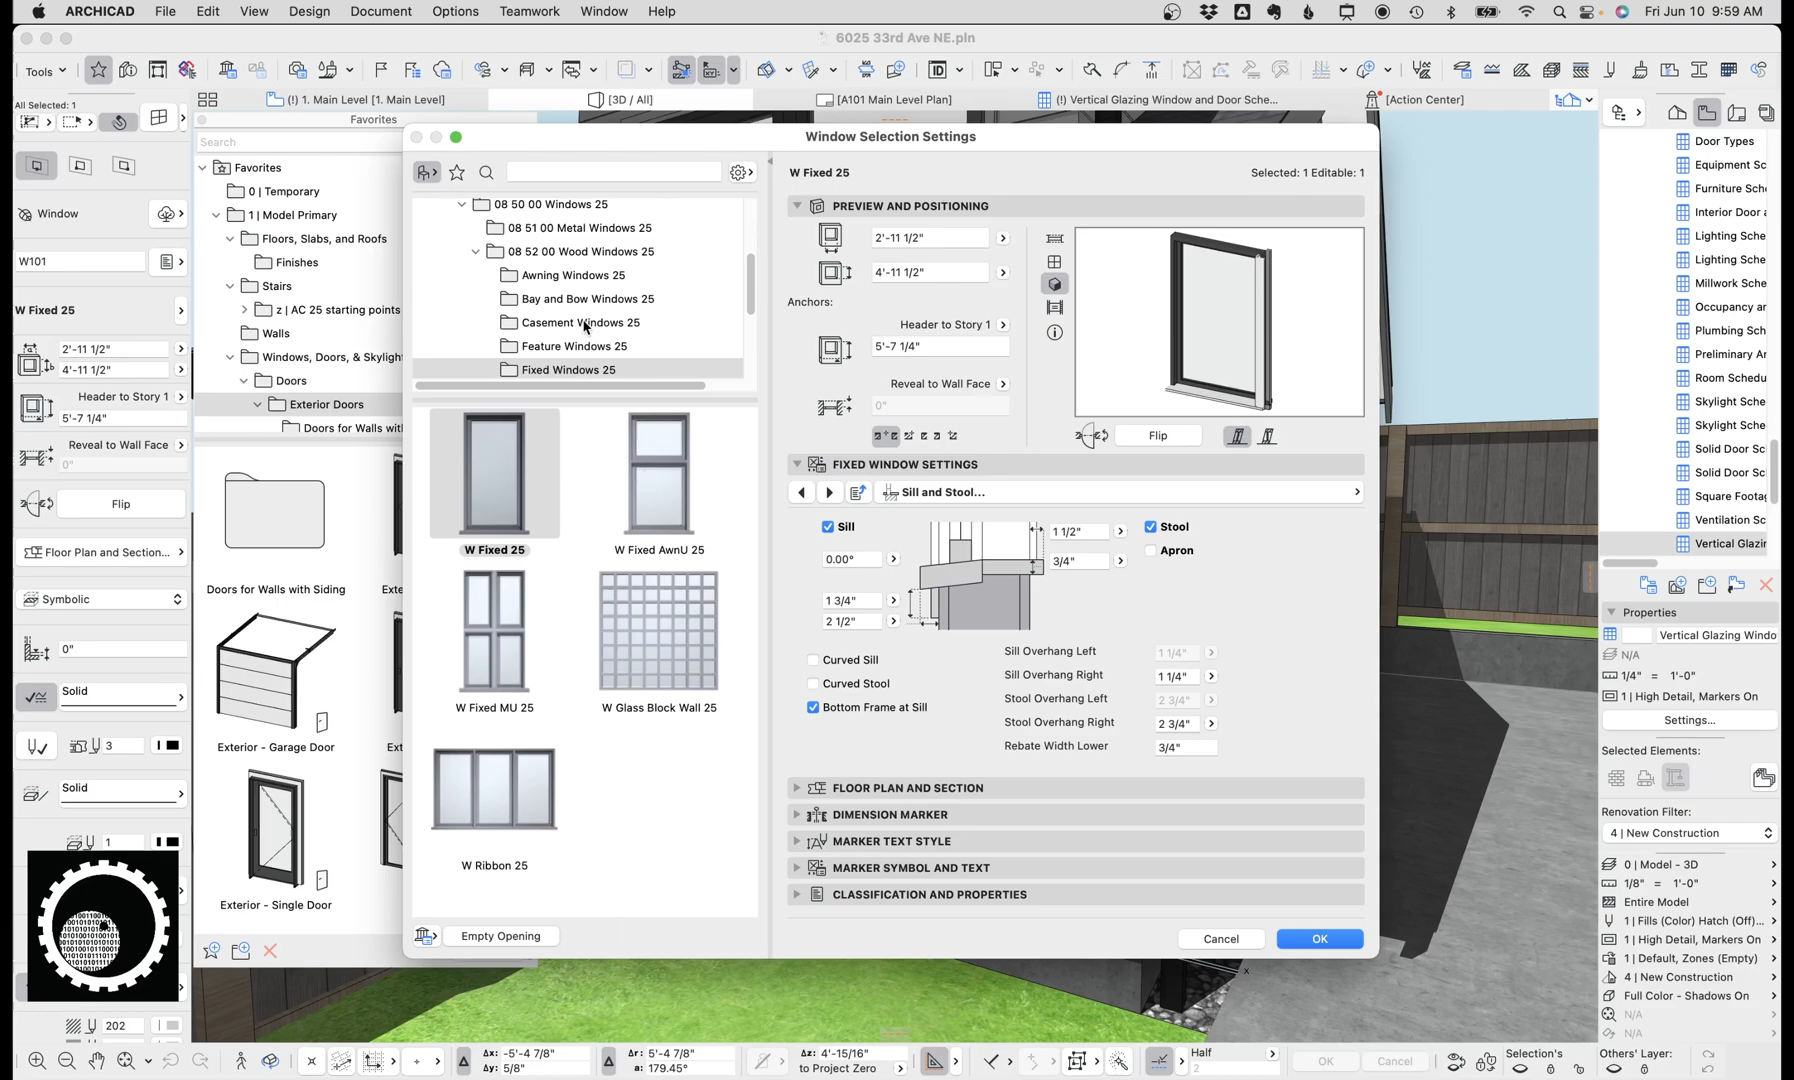 ARCHICAD File Edit View Design Document Options Teamwork Window Help
Fri Jun 10 9:59 AM
6025 33rd Ave NE.pln
Tools
All Selected: 1
(!) 1. Main Level [1. Main Level]
[3D / All]
[A101 Main Level Plan]
(!) Vertical Glazing Window and Door Sche...
[Action Center]
Window
W101
W Fixed 25
2'-11 1/2"
4'-11 1/2"
Header to Story 1
5'-7 1/4"
Reveal to Wall Face
0"
Flip
Floor Plan and Section...
Symbolic
0"
Solid
3
Solid
1
202
Favorites
Search
Favorites
0 | Temporary
1 | Model Primary
Floors, Slabs, and Roofs
Finishes
Stairs
z | AC 25 starting points
Walls
Windows, Doors, & Skylight
Doors
Exterior Doors
Doors for Walls with
Doors for Walls with Siding
Exte
Exterior - Garage Door
Ext
Exterior - Single Door
Window Selection Settings
08 50 00 Windows 25
08 51 00 Metal Windows 25
08 52 00 Wood Windows 25
Awning Windows 25
Bay and Bow Windows 25
Casement Windows 25
Feature Windows 25
Fixed Windows 25
W Fixed 25
W Fixed AwnU 25
W Fixed MU 25
W Glass Block Wall 25
W Ribbon 25
Empty Opening
W Fixed 25
Selected: 1 Editable: 1
PREVIEW AND POSITIONING
2'-11 1/2"
4'-11 1/2"
Anchors:
Header to Story 1
5'-7 1/4"
Reveal to Wall Face
0"
Flip
FIXED WINDOW SETTINGS
Sill and Stool...
Sill
0.00°
1 3/4"
2 1/2"
1 1/2"
3/4"
Stool
Apron
Curved Sill
Curved Stool
Bottom Frame at Sill
Sill Overhang Left 1 1/4"
Sill Overhang Right 1 1/4"
Stool Overhang Left 2 3/4"
Stool Overhang Right 2 3/4"
Rebate Width Lower 3/4"
FLOOR PLAN AND SECTION
DIMENSION MARKER
MARKER TEXT STYLE
MARKER SYMBOL AND TEXT
CLASSIFICATION AND PROPERTIES
Cancel
OK
Door Types
Equipment Sc
Furniture Sche
Interior Door a
Lighting Sche
Lighting Sche
Millwork Sche
Occupancy an
Plumbing Sch
Preliminary Ar
Room Schedu
Skylight Sche
Skylight Sche
Solid Door Sc
Solid Door Sc
Square Footag
Ventilation Sc
Vertical Glazin
Properties
Vertical Glazing Windo
N/A
1/4" = 1'-0"
1 | High Detail, Markers On
Settings...
Selected Elements:
Renovation Filter:
4 | New Construction
0 | Model - 3D
1/8" = 1'-0"
Entire Model
1 | Fills (Color) Hatch (Off)...
1 | High Detail, Markers On
1 | Default, Zones (Empty)
4 | New Construction
Full Color - Shadows On
N/A
N/A
x
Δx: -5'-4 7/8"
Δy: 5/8"
Δr: 5'-4 7/8"
a: 179.45°
Δz: 4'-15/16"
to Project Zero
Half
2
OK
Cancel
Selection's
Others' Layer: